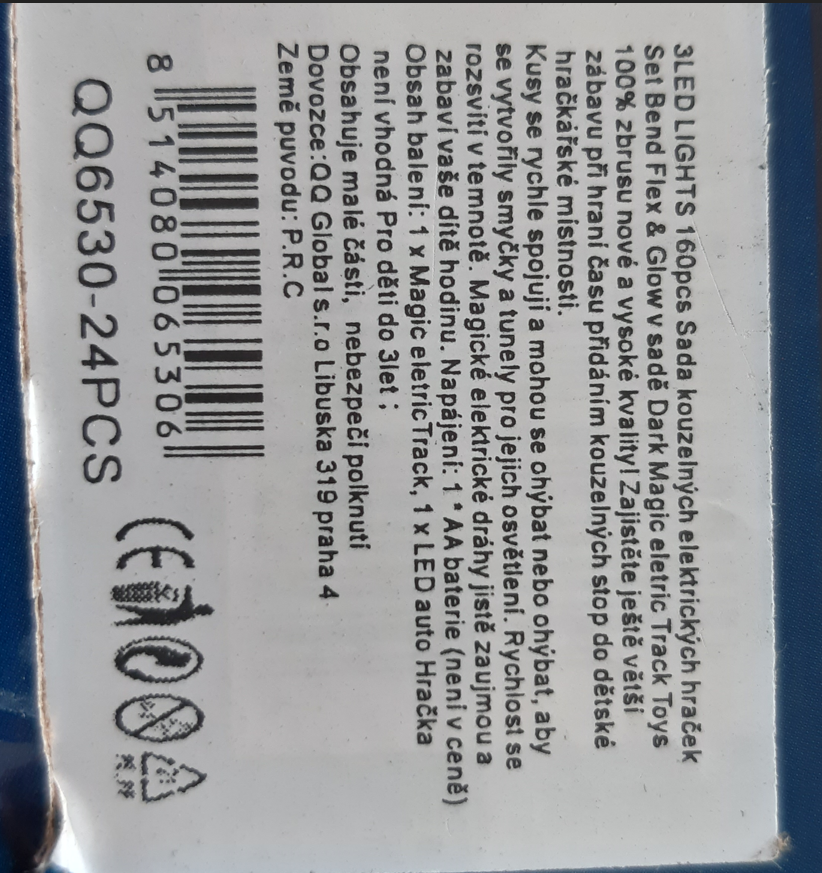 3LED LIGHTS 160pcs Sada kouzelných elektrických hraček
Set Bend Flex & Glow v sadě Dark Magic eletric Track Toys
100% zbrusu nové a vysoké kvality! Zajistěte ještě větší
zábavu při hraní času přidáním kouzelných stop do dětské
hračkářské místnosti.
Kusy se rychle spojují a mohou se ohýbat nebo ohýbat, aby
se vytvořily smyčky a tunely pro jejich osvětlení. Rychlost se
rozsvítí v temnotě. Magické elektrické dráhy jistě zaujmou a
zabaví vaše dítě hodinu. Napájení: 1 * AA baterie (není v ceně)
Obsah balení: 1 x Magic eletric Track, 1 x LED auto Hračka
není vhodná Pro děti do 3let ;
Obsahuje malé části, nebezpečí polknutí
Dovozce:QQ Global s.r.o Libuska 319 praha 4
Země puvodu: P.R.C
8 514080 065306
QQ6530-24PCS
CE